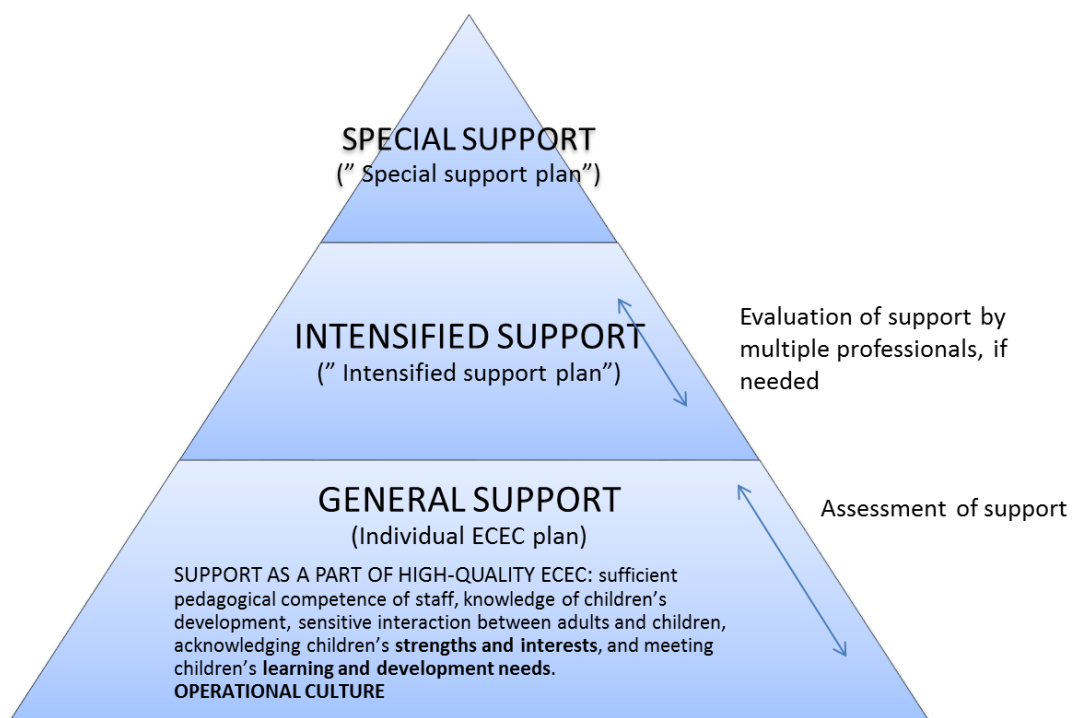 SPECIAL SUPPORT
(” Special support plan”)
INTENSIFIED SUPPORT
(” Intensified support plan”)
Evaluation of support by
multiple professionals, if
needed
GENERAL SUPPORT
(Individual ECEC plan)
Assessment of support
SUPPORT AS A PART OF HIGH-QUALITY ECEC: sufficient
pedagogical competence of staff, knowledge of children’s
development, sensitive interaction between adults and children,
acknowledging children’s strengths and interests, and meeting
children’s learning and development needs.
OPERATIONAL CULTURE